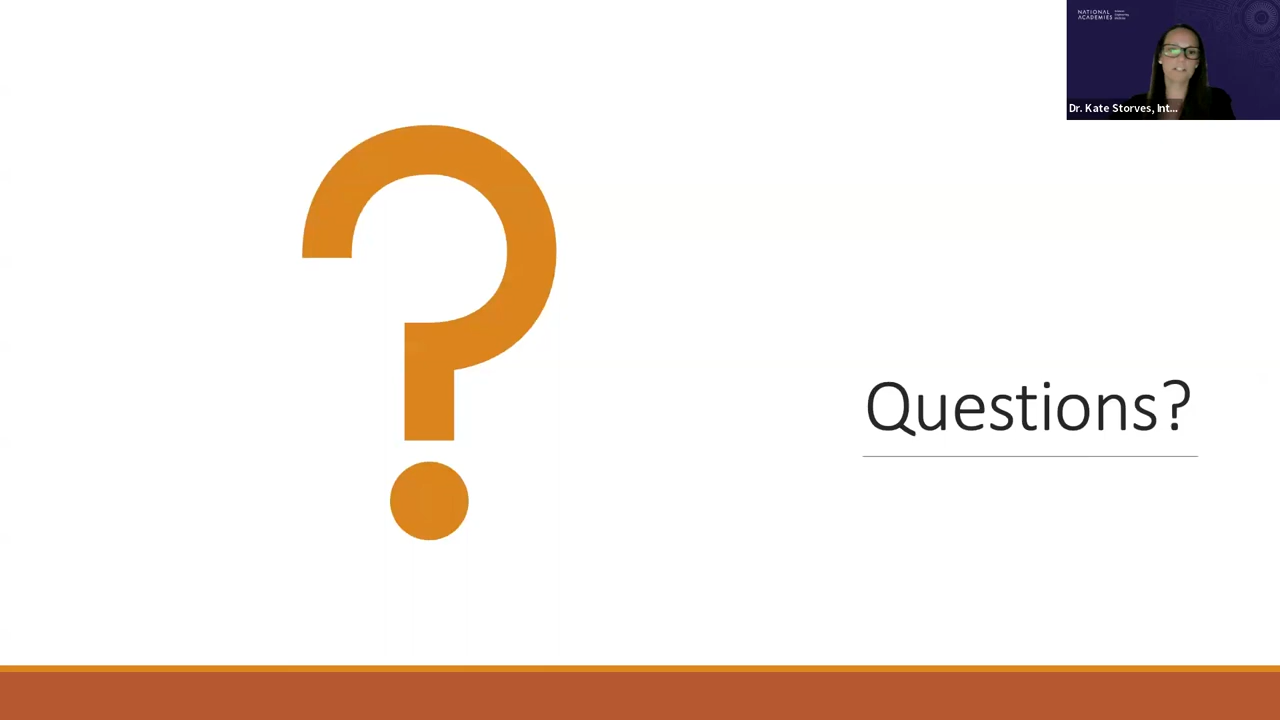 NATIONAL
ACADEMIES
Dr. Kate Storves, Int...
Questions?